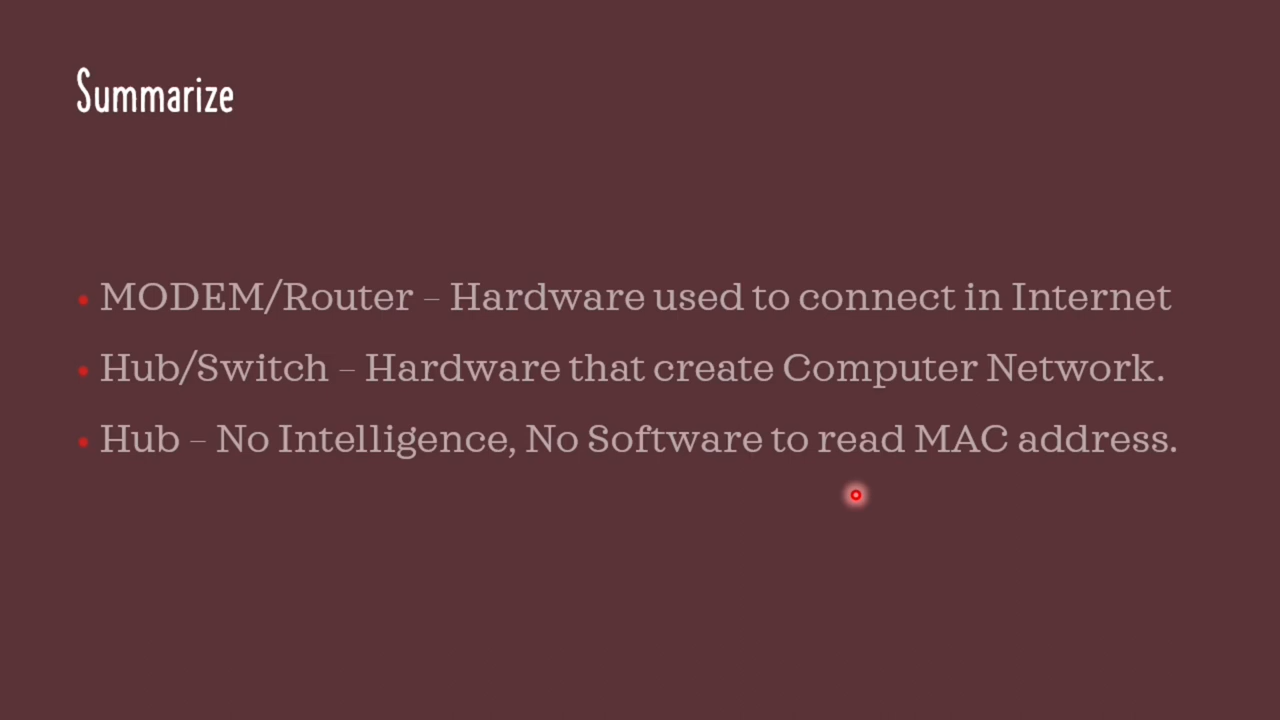 Summarize
• MODEM/Router – Hardware used to connect in Internet
• Hub/Switch – Hardware that create Computer Network.
• Hub – No Intelligence, No Software to read MAC address.